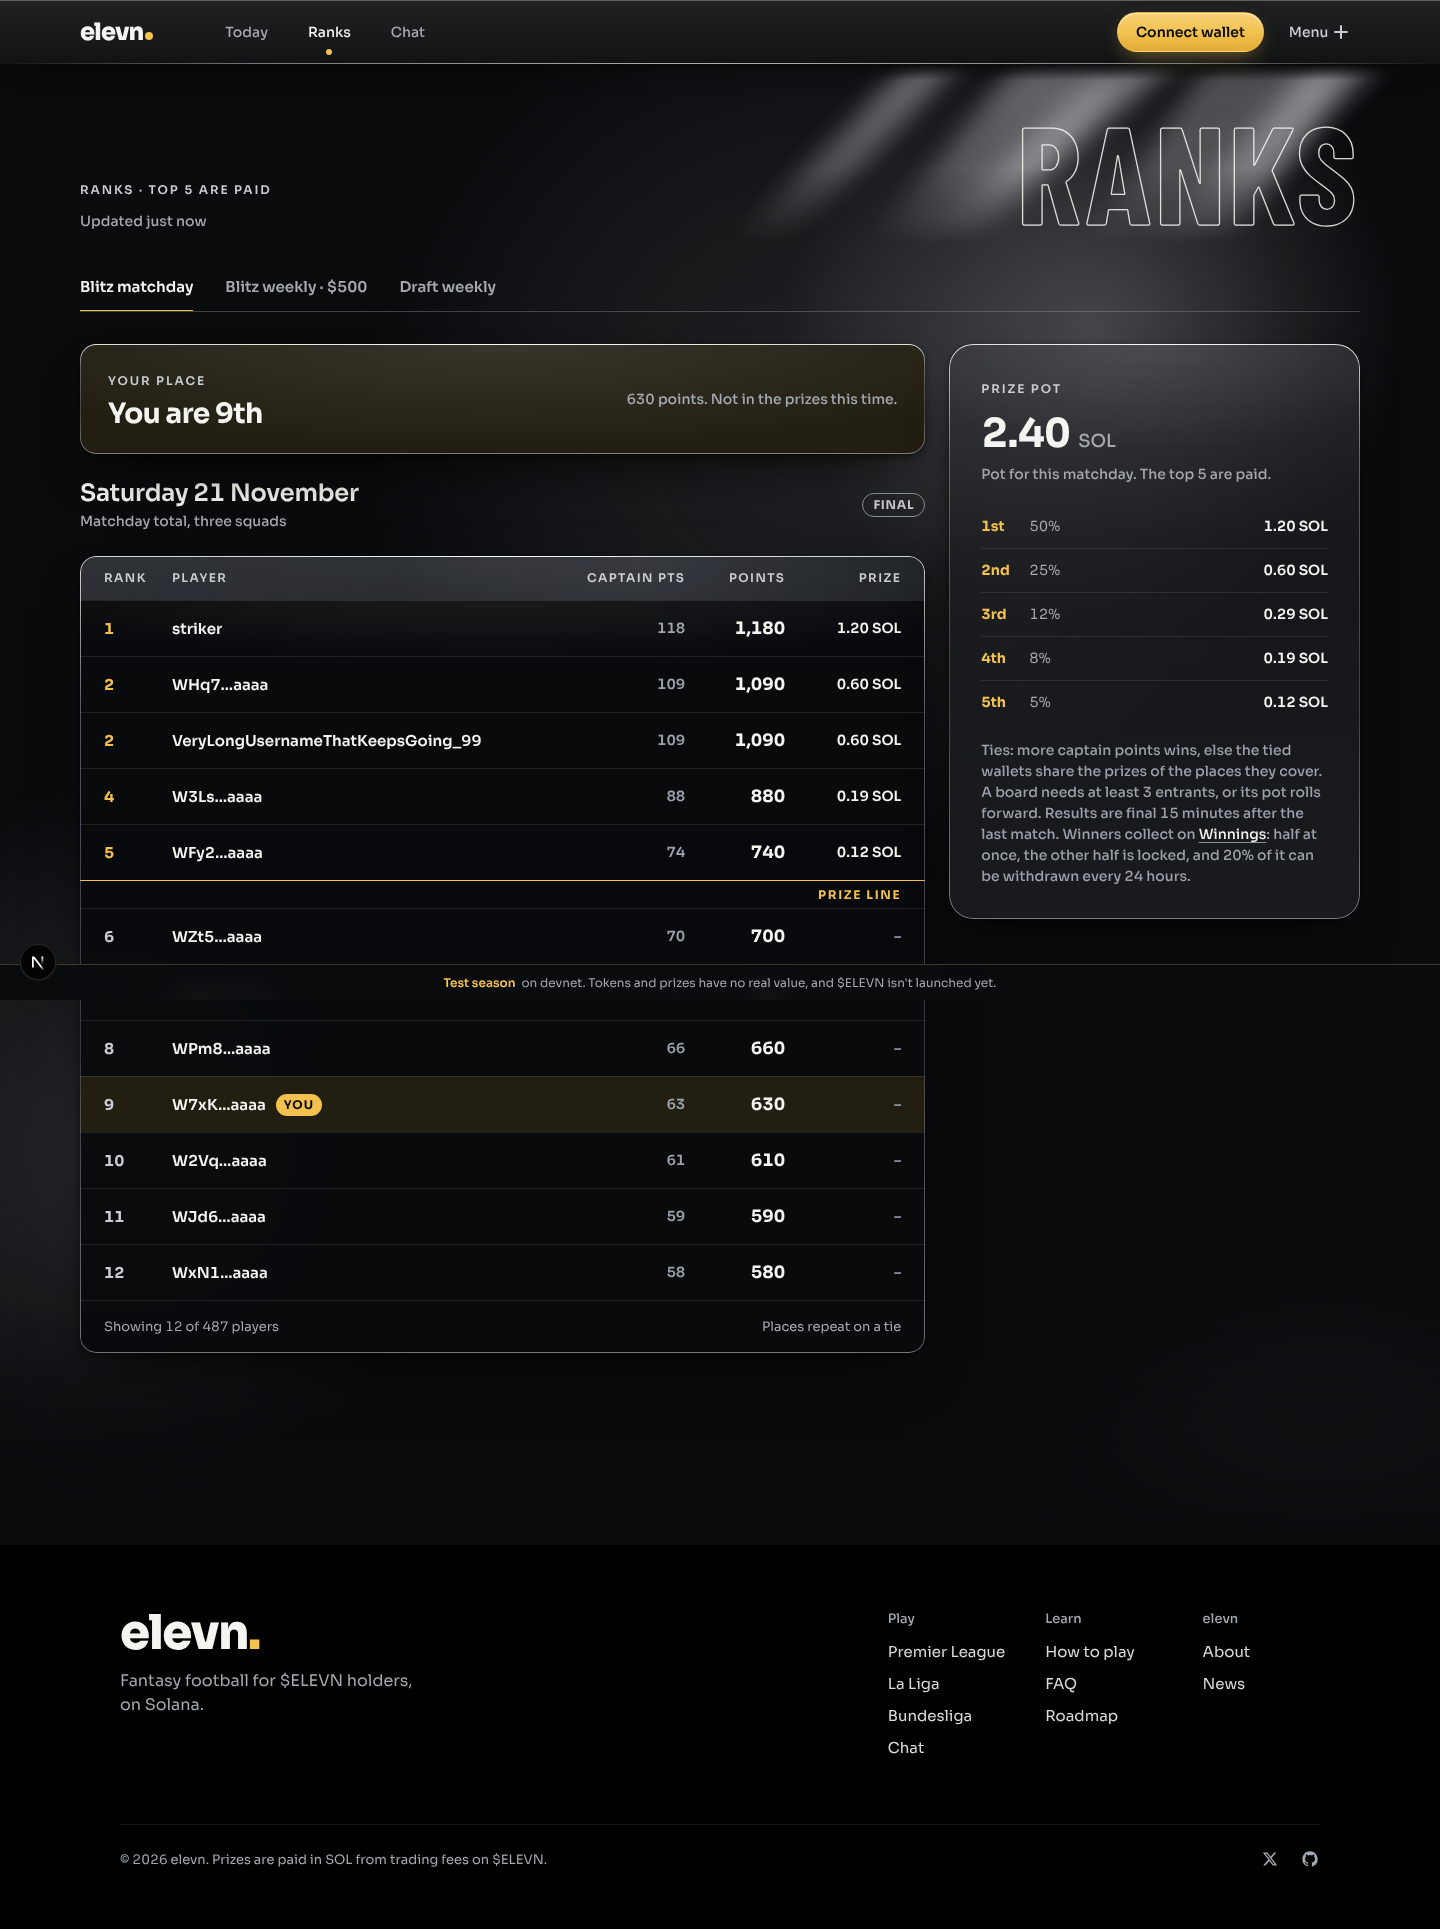 elevn.
Today
Ranks
Chat
Connect wallet
Menu
RANKS
RANKS · TOP 5 ARE PAID
Updated just now
Blitz matchday
Blitz weekly · $500
Draft weekly
YOUR PLACE
You are 9th
630 points. Not in the prizes this time.
Saturday 21 November
Matchday total, three squads
FINAL
RANK PLAYER CAPTAIN PTS POINTS PRIZE
1 striker 118 1,180 1.20 SOL
2 WHq7...aaaa 109 1,090 0.60 SOL
2 VeryLongUsernameThatKeepsGoing_99 109 1,090 0.60 SOL
4 W3Ls...aaaa 88 880 0.19 SOL
5 WFy2...aaaa 74 740 0.12 SOL
PRIZE LINE
6 WZt5...aaaa 70 700 –
N
Test season on devnet. Tokens and prizes have no real value, and $ELEVN isn't launched yet.
8 WPm8...aaaa 66 660 –
9 W7xK...aaaa YOU 63 630 –
10 W2Vq...aaaa 61 610 –
11 WJd6...aaaa 59 590 –
12 WxN1...aaaa 58 580 –
Showing 12 of 487 players
Places repeat on a tie
PRIZE POT
2.40 SOL
Pot for this matchday. The top 5 are paid.
1st 50% 1.20 SOL
2nd 25% 0.60 SOL
3rd 12% 0.29 SOL
4th 8% 0.19 SOL
5th 5% 0.12 SOL
Ties: more captain points wins, else the tied
wallets share the prizes of the places they cover.
A board needs at least 3 entrants, or its pot rolls
forward. Results are final 15 minutes after the
last match. Winners collect on Winnings: half at
once, the other half is locked, and 20% of it can
be withdrawn every 24 hours.
elevn.
Fantasy football for $ELEVN holders,
on Solana.
Play
Premier League
La Liga
Bundesliga
Chat
Learn
How to play
FAQ
Roadmap
elevn
About
News
© 2026 elevn. Prizes are paid in SOL from trading fees on $ELEVN.